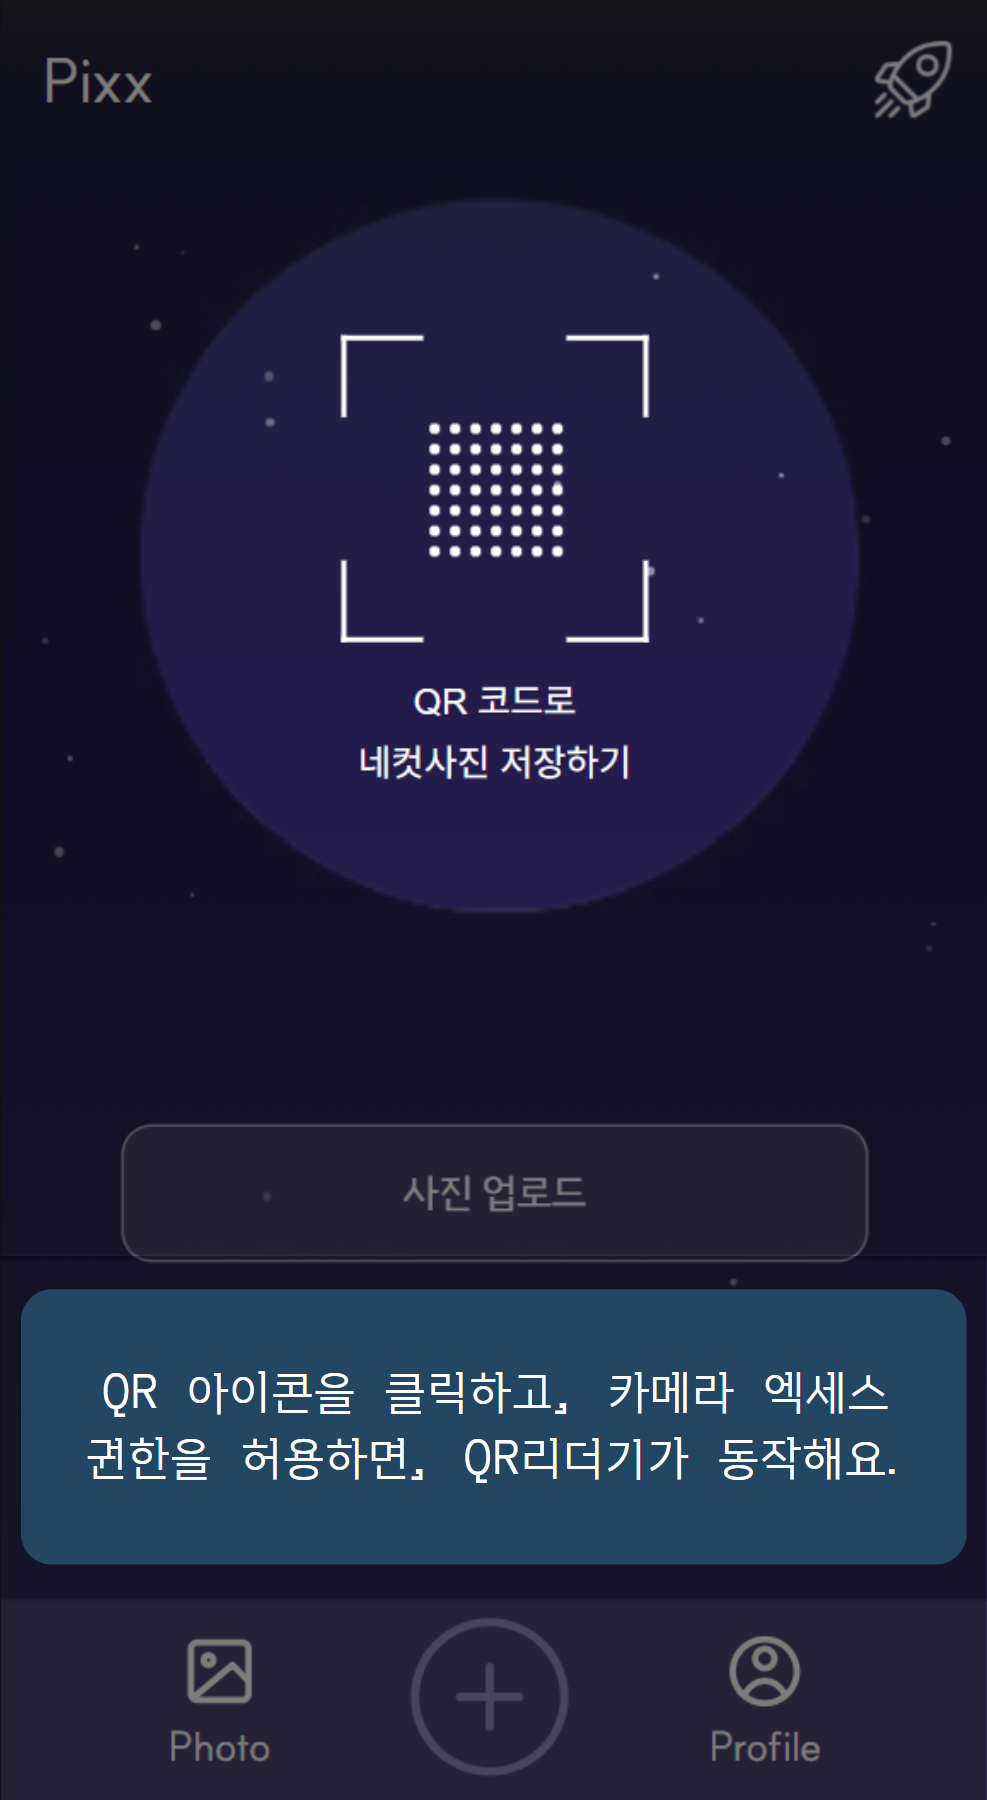 Pixx
QR 코드로
네컷사진 저장하기
사진 업로드
QR 아이콘을 클릭하고, 카메라 엑세스
권한을 허용하면, QR리더기가 동작해요.
Photo
Profile